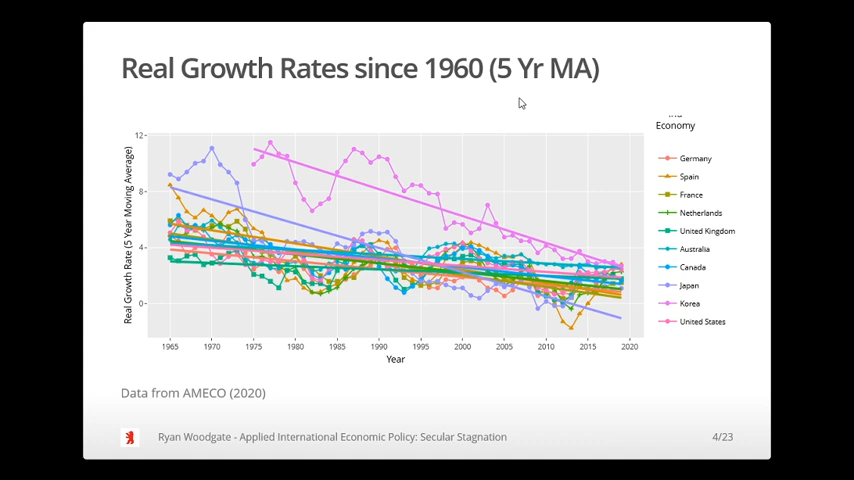 Real Growth Rates since 1960 (5 Yr MA)
Economy
Germany
Spain
France
Netherlands
United Kingdom
Australia
Canada
Japan
Korea
United States
Real Growth Rate (5 Year Moving Average)
12
8
4
0
1965 1970 1975 1980 1985 1990 1995 2000 2005 2010 2015 2020
Year
Data from AMECO (2020)
Ryan Woodgate - Applied International Economic Policy: Secular Stagnation
4/23